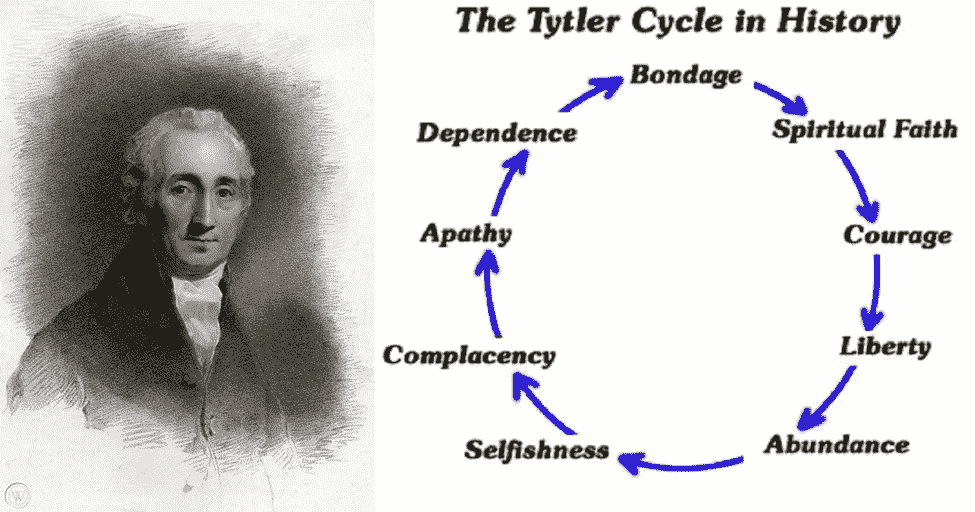 The Tytler Cycle in History
Bondage
Spiritual Faith
Courage
Liberty
Abundance
Selfishness
Complacency
Apathy
Dependence
W